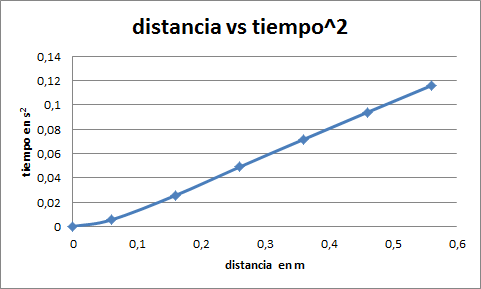 distancia vs tiempo^2
tiempo en s²
0,14
0,12
0,1
0,08
0,06
0,04
0,02
0
0 0,1 0,2 0,3 0,4 0,5 0,6
distancia en m